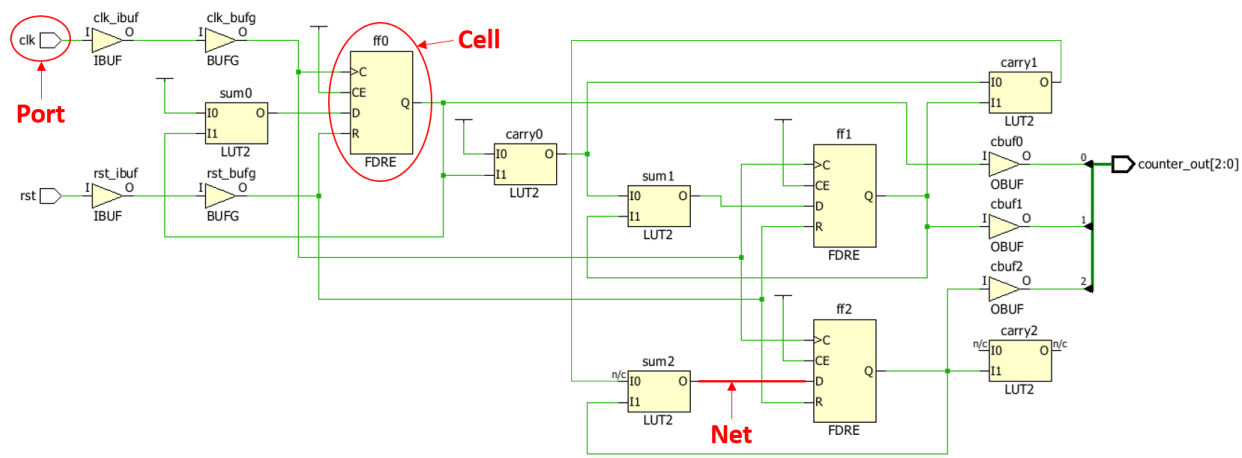 clk
clk_ibuf
I
O
IBUF
clk_bufg
I
O
BUFG
Port
ff0
>C
CE
D
R
Q
FDRE
Cell
sum0
I0
I1
O
LUT2
rst
rst_ibuf
I
O
IBUF
rst_bufg
I
O
BUFG
carry0
I0
I1
O
LUT2
sum1
I0
I1
O
LUT2
ff1
>C
CE
D
R
Q
FDRE
carry1
I0
I1
O
LUT2
cbuf0
I
O
OBUF
0
counter_out[2:0]
cbuf1
I
O
OBUF
1
cbuf2
I
O
OBUF
2
sum2
n/c
I0
I1
O
LUT2
Net
ff2
>C
CE
D
R
Q
FDRE
carry2
n/c
I0
I1
O
n/c
LUT2